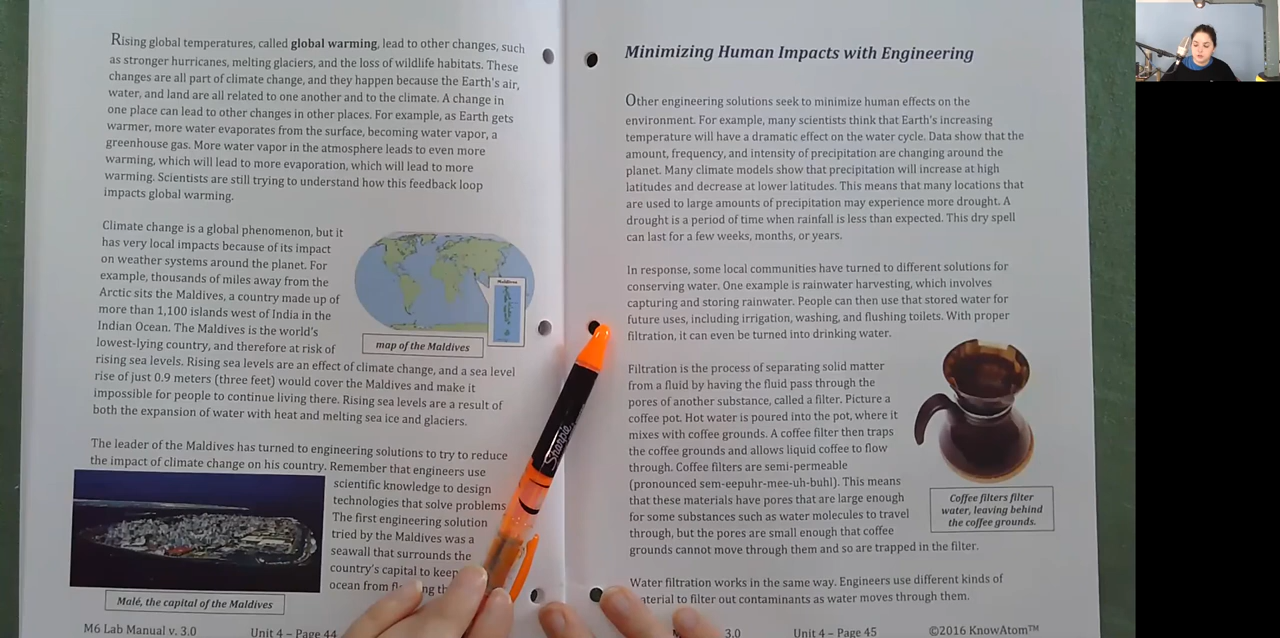 Rising global temperatures, called global warming, lead to other changes, such
as stronger hurricanes, melting glaciers, and the loss of wildlife habitats. These
changes are all part of climate change, and they happen because the Earth's air,
water, and land are all related to one another and to the climate. A change in
one place can lead to other changes in other places. For example, as Earth gets
warmer, more water evaporates from the surface, becoming water vapor, a
greenhouse gas. More water vapor in the atmosphere leads to even more
warming, which will lead to more evaporation, which will lead to more
warming. Scientists are still trying to understand how this feedback loop
impacts global warming.
Climate change is a global phenomenon, but it
has very local impacts because of its impact
on weather systems around the planet. For
example, thousands of miles away from the
Arctic sits the Maldives, a country made up of
more than 1,100 islands west of India in the
Indian Ocean. The Maldives is the world's
lowest-lying country, and therefore at risk of
rising sea levels. Rising sea levels are an effect of climate change, and a sea level
rise of just 0.9 meters (three feet) would cover the Maldives and make it
impossible for people to continue living there. Rising sea levels are a result of
both the expansion of water with heat and melting sea ice and glaciers.
Maldives
map of the Maldives
The leader of the Maldives has turned to engineering solutions to try to reduce
the impact of climate change on his country. Remember that engineers use
scientific knowledge to design
technologies that solve problems
The first engineering solution
tried by the Maldives was a
seawall that surrounds the
country's capital to keep
ocean from
Malé, the capital of the Maldives
M6 Lab Manual v. 3.0 Unit 4 – Page 44
Minimizing Human Impacts with Engineering
Other engineering solutions seek to minimize human effects on the
environment. For example, many scientists think that Earth's increasing
temperature will have a dramatic effect on the water cycle. Data show that the
amount, frequency, and intensity of precipitation are changing around the
planet. Many climate models show that precipitation will increase at high
latitudes and decrease at lower latitudes. This means that many locations that
are used to large amounts of precipitation may experience more drought. A
drought is a period of time when rainfall is less than expected. This dry spell
can last for a few weeks, months, or years.
In response, some local communities have turned to different solutions for
conserving water. One example is rainwater harvesting, which involves
capturing and storing rainwater. People can then use that stored water for
future uses, including irrigation, washing, and flushing toilets. With proper
filtration, it can even be turned into drinking water.
Filtration is the process of separating solid matter
from a fluid by having the fluid pass through the
pores of another substance, called a filter. Picture a
coffee pot. Hot water is poured into the pot, where it
mixes with coffee grounds. A coffee filter then traps
the coffee grounds and allows liquid coffee to flow
through. Coffee filters are semi-permeable
(pronounced sem-eepuhr-mee-uh-buhl). This means
that these materials have pores that are large enough
for some substances such as water molecules to travel
through, but the pores are small enough that coffee
grounds cannot move through them and so are trapped in the filter.
Coffee filters filter
water, leaving behind
the coffee grounds.
Water filtration works in the same way. Engineers use different kinds of
to filter out contaminants as water moves through them.
3.0 Unit 4 – Page 45 ©2016 KnowAtom™
Sharpie